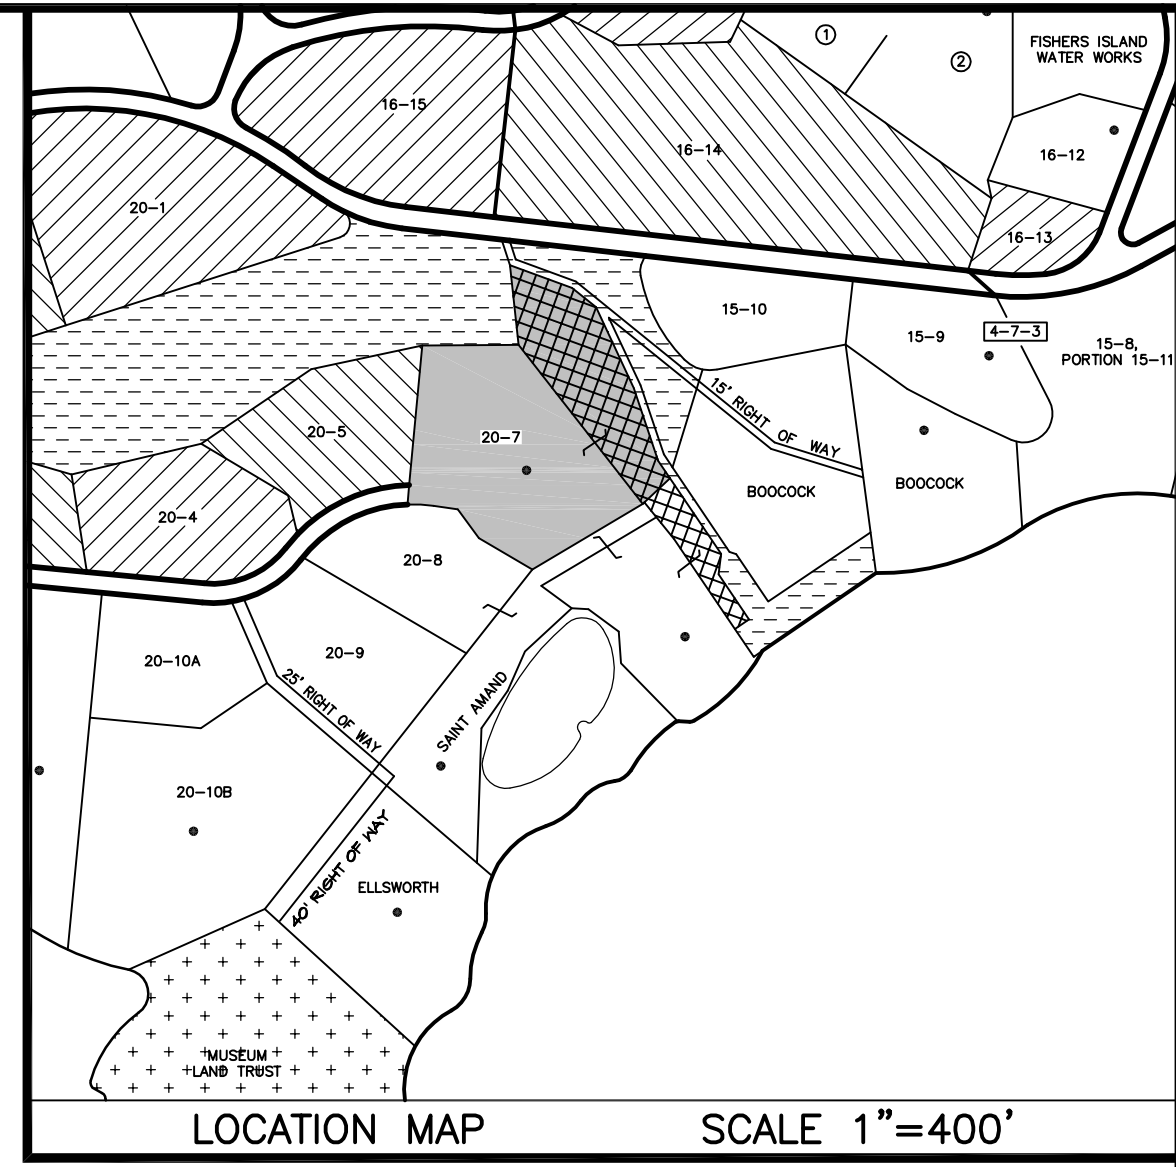 ①
②
FISHERS ISLAND
WATER WORKS
16-15
16-14
16-12
20-1
16-13
15-10
15-9
4-7-3
15-8,
PORTION 15-11
15' RIGHT OF WAY
20-5
20-7
BOOCOCK
BOOCOCK
20-4
20-8
20-10A
20-9
25' RIGHT OF WAY
SAINT AMAND
20-10B
40' RIGHT OF WAY
ELLSWORTH
MUSEUM
LAND TRUST
LOCATION MAP SCALE 1"=400'